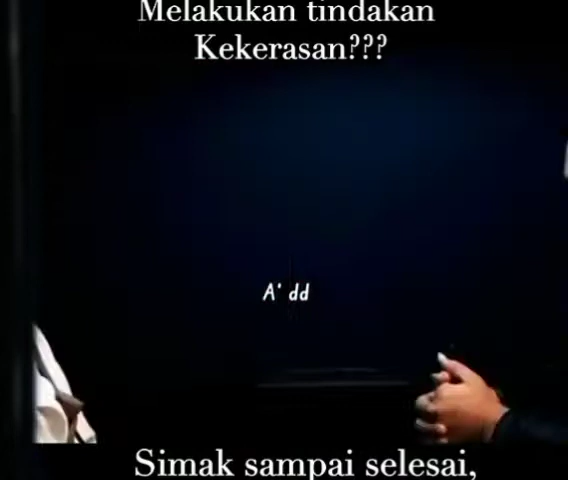 Melakukan tindakan
Kekerasan???
A' dd
Simak sampai selesai,